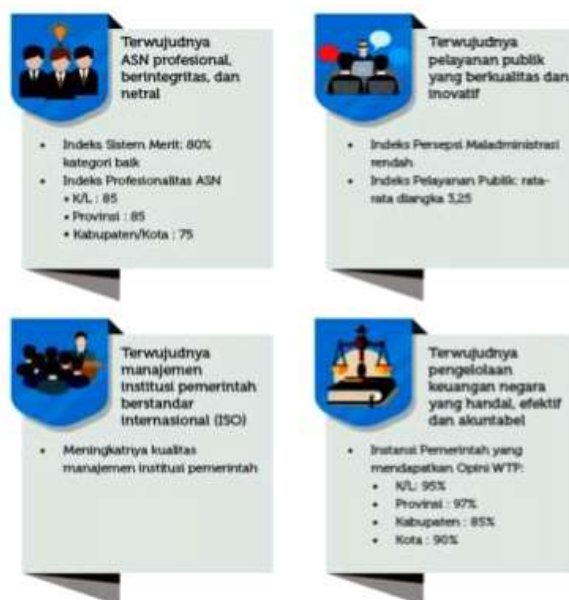 Terwujudnya
ASN profesional,
berintegritas, dan
netral
• Indeks Sistem Merit: 80%
kategori baik
• Indeks Profesionalitas ASN
• K/L : 85
• Provinsi : 85
• Kabupaten/Kota : 75
Terwujudnya
pelayanan publik
yang berkualitas dan
inovatif
• Indeks Persepsi Maladministrasi
rendah
• Indeks Pelayanan Publik: rata-
rata diangka 3,25
Terwujudnya
manajemen
institusi pemerintah
berstandar
internasional (ISO)
• Meningkatnya kualitas
manajemen institusi pemerintah
Terwujudnya
pengelolaan
keuangan negara
yang handal, efektif
dan akuntabel
• Instansi Pemerintah yang
mendapatkan Opini WTP:
• K/L: 95%
• Provinsi : 97%
• Kabupaten : 85%
• Kota : 90%